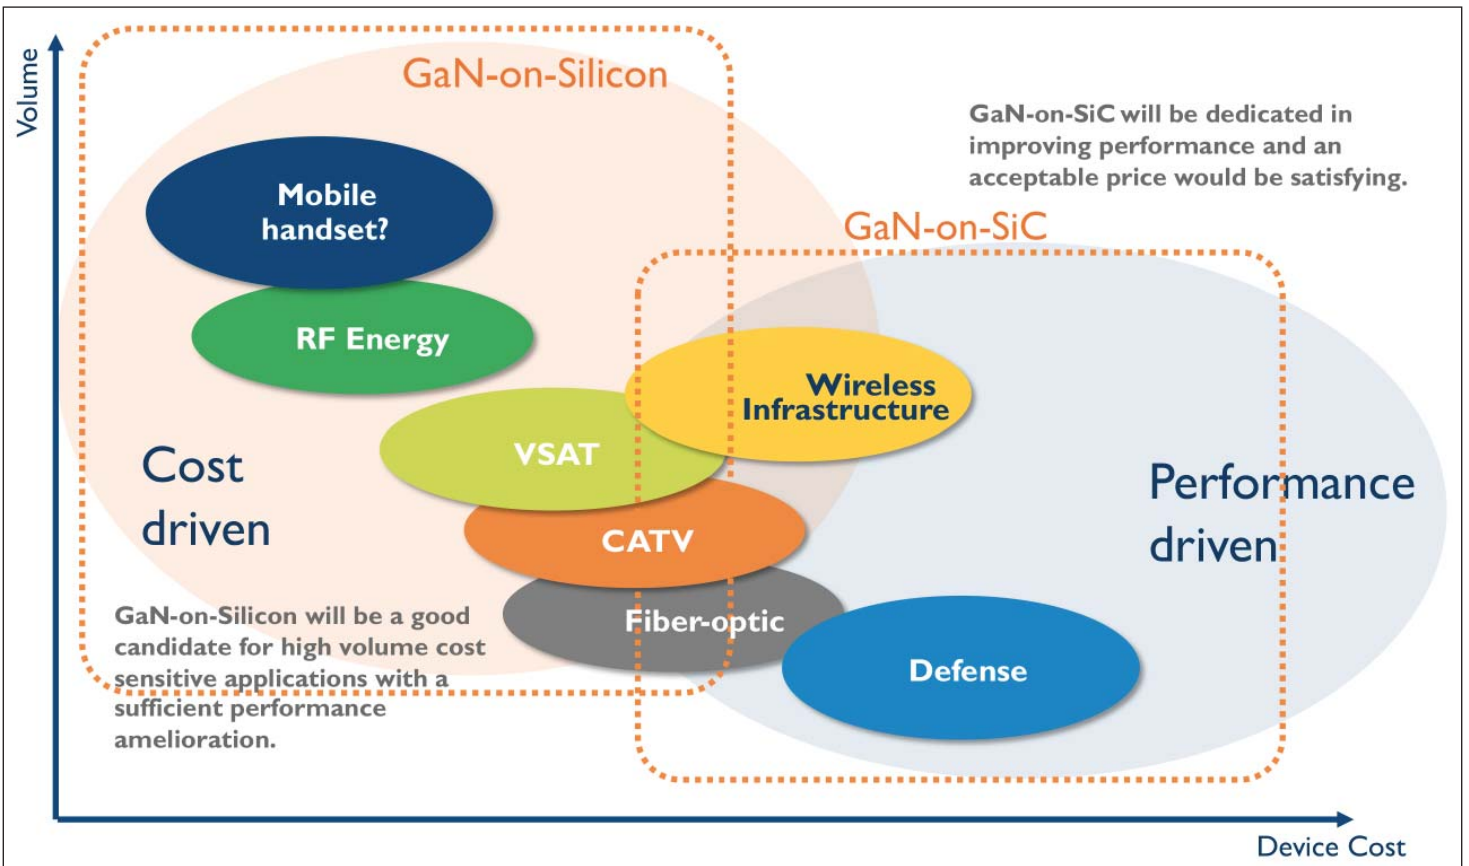 Volume
GaN-on-Silicon
GaN-on-SiC will be dedicated in
improving performance and an
acceptable price would be satisfying.
Mobile
handset?
GaN-on-SiC
RF Energy
Wireless
Infrastructure
VSAT
Cost
driven
Performance
driven
CATV
GaN-on-Silicon will be a good
candidate for high volume cost
sensitive applications with a
sufficient performance
amelioration.
Fiber-optic
Defense
Device Cost